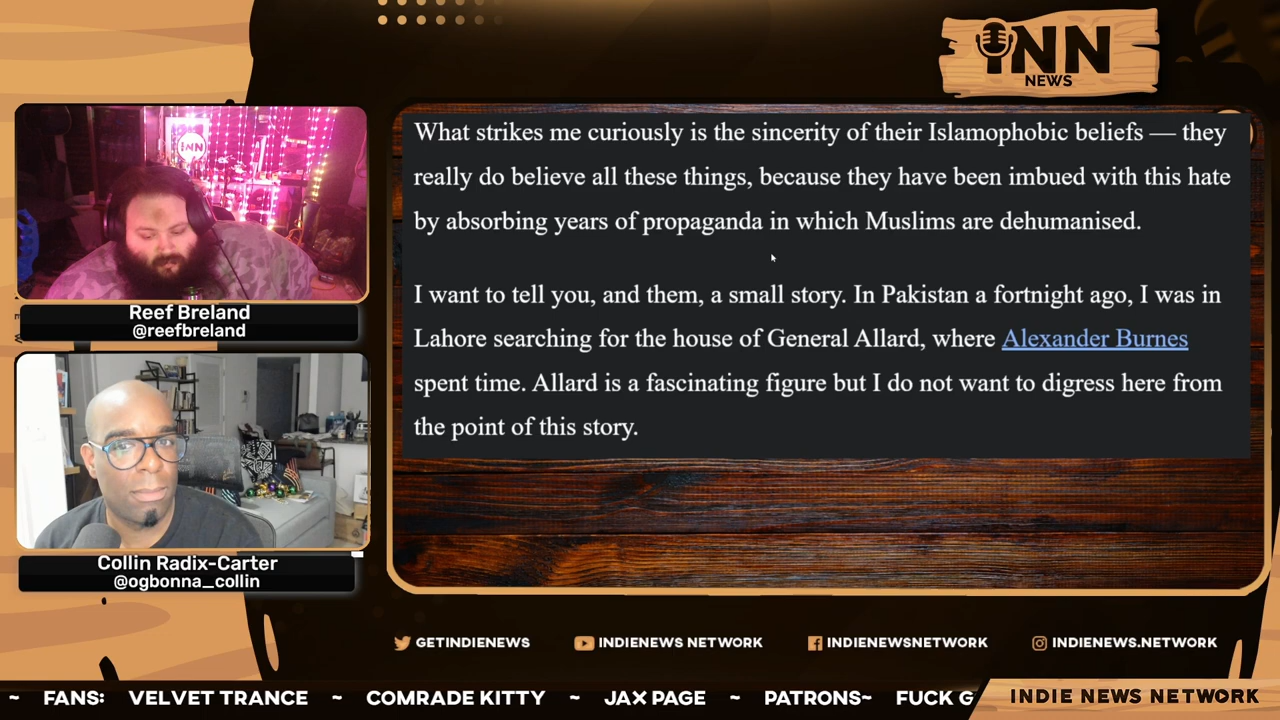 INN
NEWS
INN
Reef Breland
@reefbreland
Collin Radix-Carter
@ogbonna_collin
What strikes me curiously is the sincerity of their Islamophobic beliefs — they
really do believe all these things, because they have been imbued with this hate
by absorbing years of propaganda in which Muslims are dehumanised.
I want to tell you, and them, a small story. In Pakistan a fortnight ago, I was in
Lahore searching for the house of General Allard, where Alexander Burnes
spent time. Allard is a fascinating figure but I do not want to digress here from
the point of this story.
GETINDIENEWS
INDIENEWS NETWORK
INDIENEWSNETWORK
INDIENEWS.NETWORK
~ FANS: VELVET TRANCE ~ COMRADE KITTY ~ JAX PAGE ~ PATRONS~ FUCK G
INDIE NEWS NETWORK